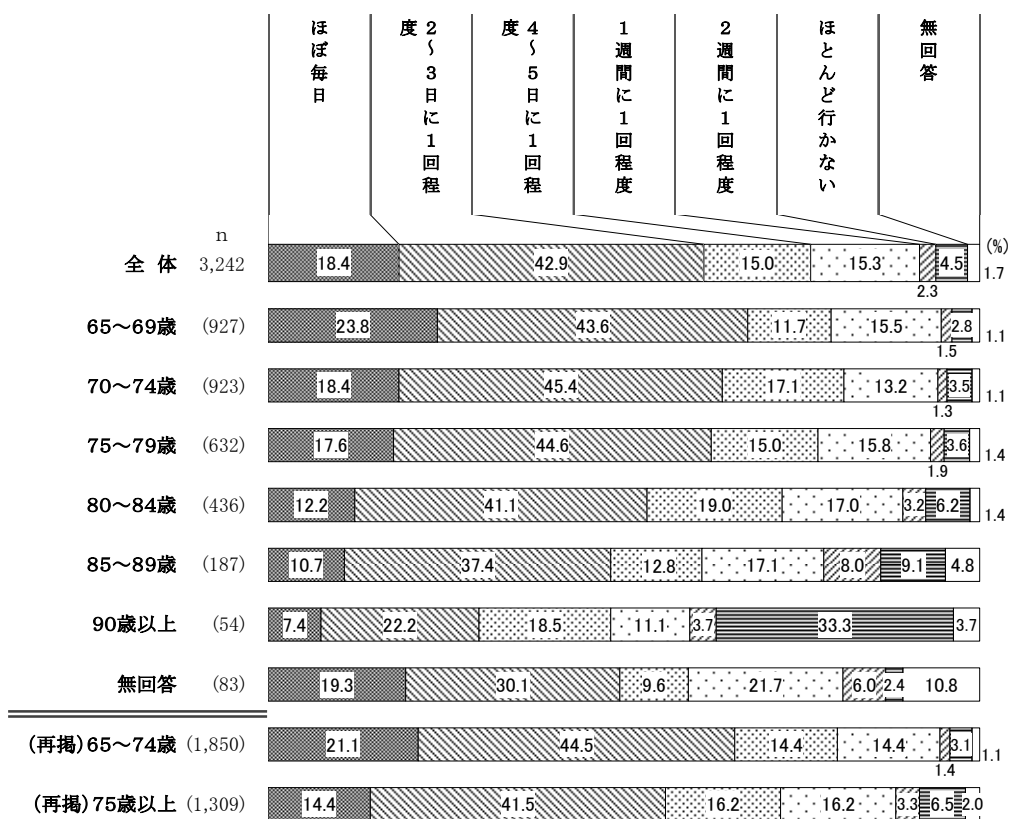 ほぼ毎日
2～3日に1回程度
4～5日に1回程度
1週間に1回程度
2週間に1回程度
ほとんど行かない
無回答
n
(%)
全体 3,242 18.4 42.9 15.0 15.3 2.3 4.5 1.7
65～69歳 (927) 23.8 43.6 11.7 15.5 1.5 2.8 1.1
70～74歳 (923) 18.4 45.4 17.1 13.2 1.3 3.5 1.1
75～79歳 (632) 17.6 44.6 15.0 15.8 1.9 3.6 1.4
80～84歳 (436) 12.2 41.1 19.0 17.0 3.2 6.2 1.4
85～89歳 (187) 10.7 37.4 12.8 17.1 8.0 9.1 4.8
90歳以上 (54) 7.4 22.2 18.5 11.1 3.7 33.3 3.7
無回答 (83) 19.3 30.1 9.6 21.7 6.0 2.4 10.8
(再掲)65～74歳 (1,850) 21.1 44.5 14.4 14.4 1.4 3.1 1.1
(再掲)75歳以上 (1,309) 14.4 41.5 16.2 16.2 3.3 6.5 2.0